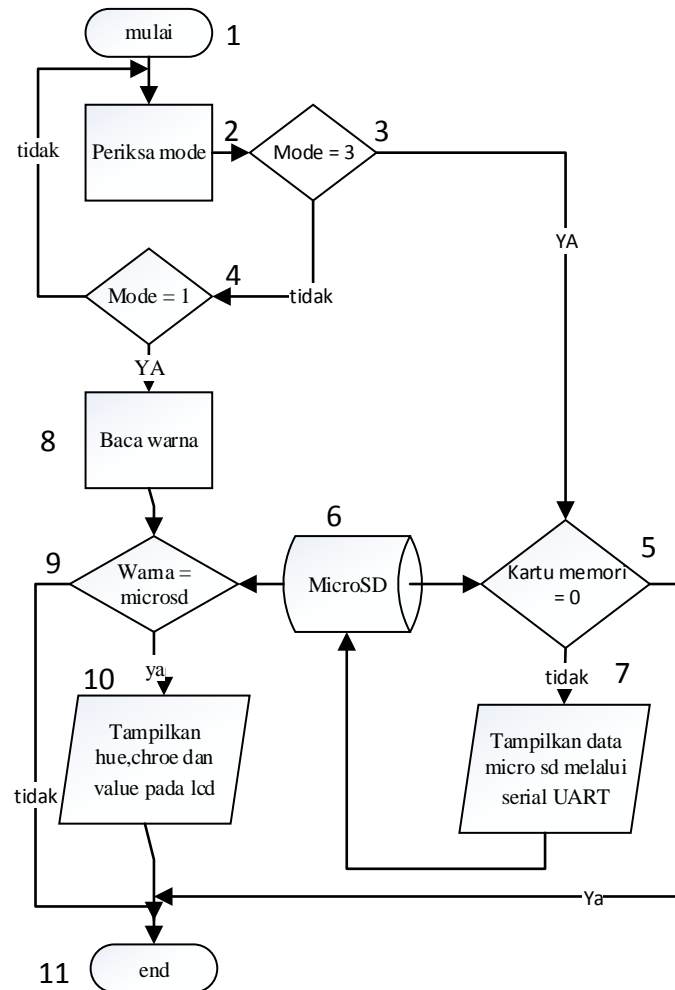 mulai
1
tidak
Periksa mode
2
Mode = 3
3
YA
Mode = 1
4
tidak
YA
8
Baca warna
6
9
Warna =
microsd
MicroSD
5
Kartu memori
= 0
ya
10
tidak
7
Tampilkan
hue,chroe dan
value pada lcd
Tampilkan data
micro sd melalui
serial UART
tidak
Ya
11
end